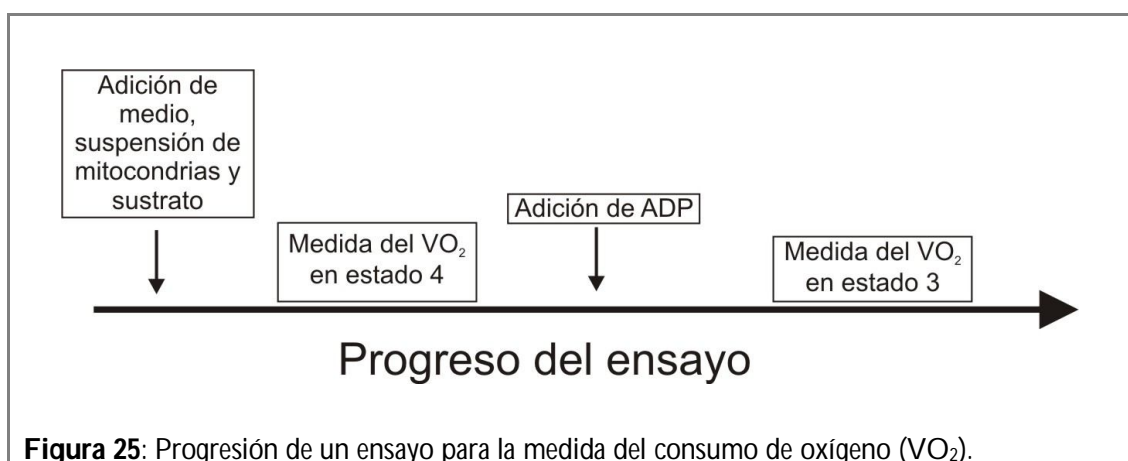 Adición de
medio,
suspensión de
mitocondrias y
sustrato
Medida del VO₂
en estado 4
Adición de ADP
Medida del VO₂
en estado 3
Progreso del ensayo
Figura 25: Progresión de un ensayo para la medida del consumo de oxígeno (VO₂).